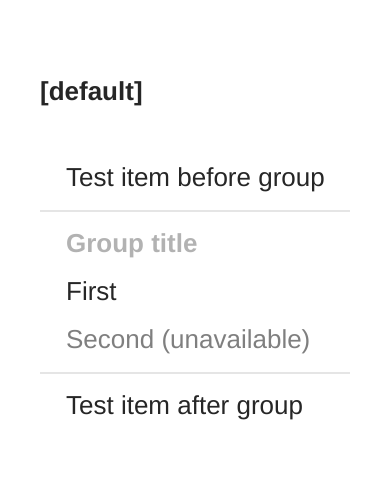 [default]
Test item before group
Group title
First
Second (unavailable)
Test item after group